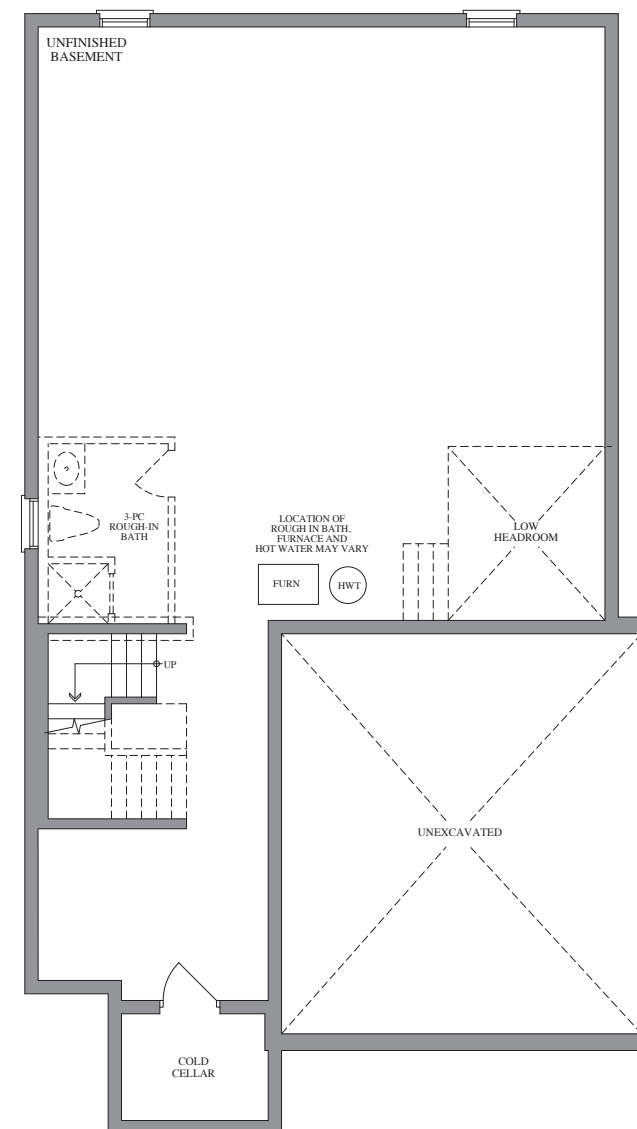 UNFINISHED
BASEMENT
3-PC
ROUGH-IN
BATH
LOCATION OF
ROUGH IN BATH,
FURNACE AND
HOT WATER MAY VARY
FURN
HWT
LOW
HEADROOM
UP
UNEXCAVATED
COLD
CELLAR